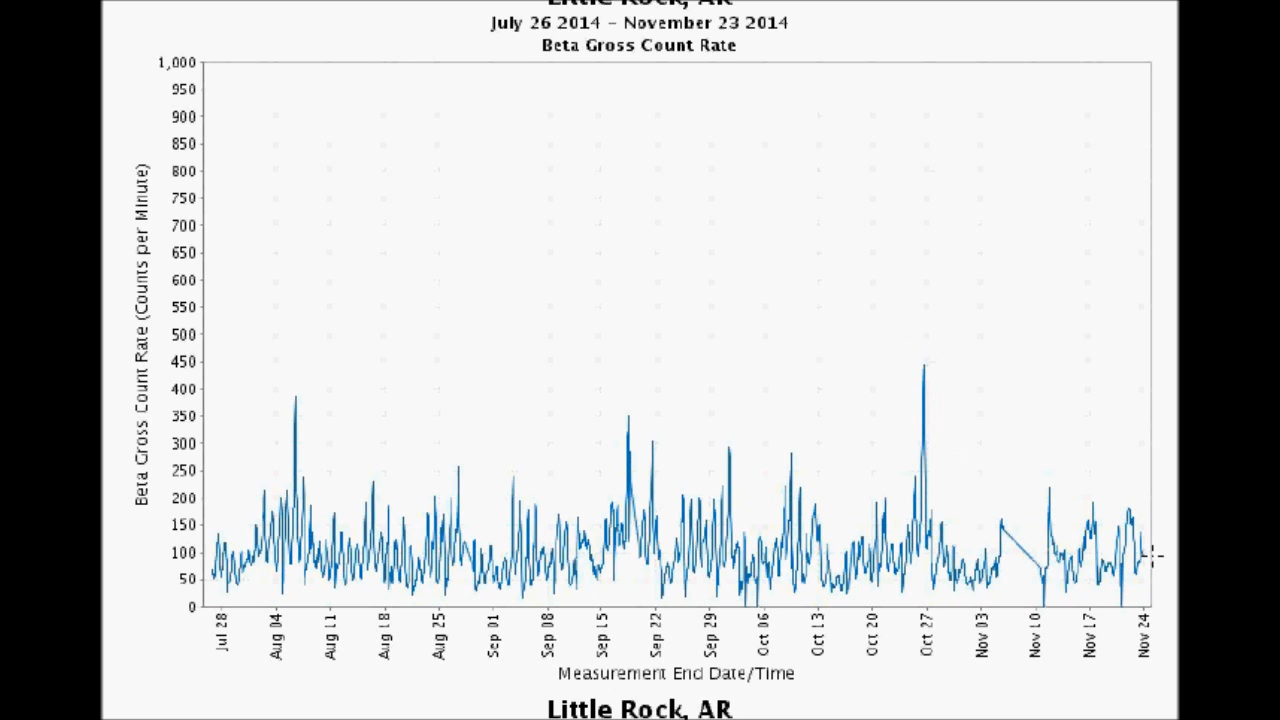 Little Rock, AR
July 26 2014 - November 23 2014
Beta Gross Count Rate
1,000
950
900
850
800
750
700
650
600
550
500
450
400
350
300
250
200
150
100
50
0
Beta Gross Count Rate (Counts per Minute)
Jul 28
Aug 04
Aug 11
Aug 18
Aug 25
Sep 01
Sep 08
Sep 15
Sep 22
Sep 29
Oct 06
Oct 13
Oct 20
Oct 27
Nov 03
Nov 10
Nov 17
Nov 24
Measurement End Date/Time
Little Rock, AR